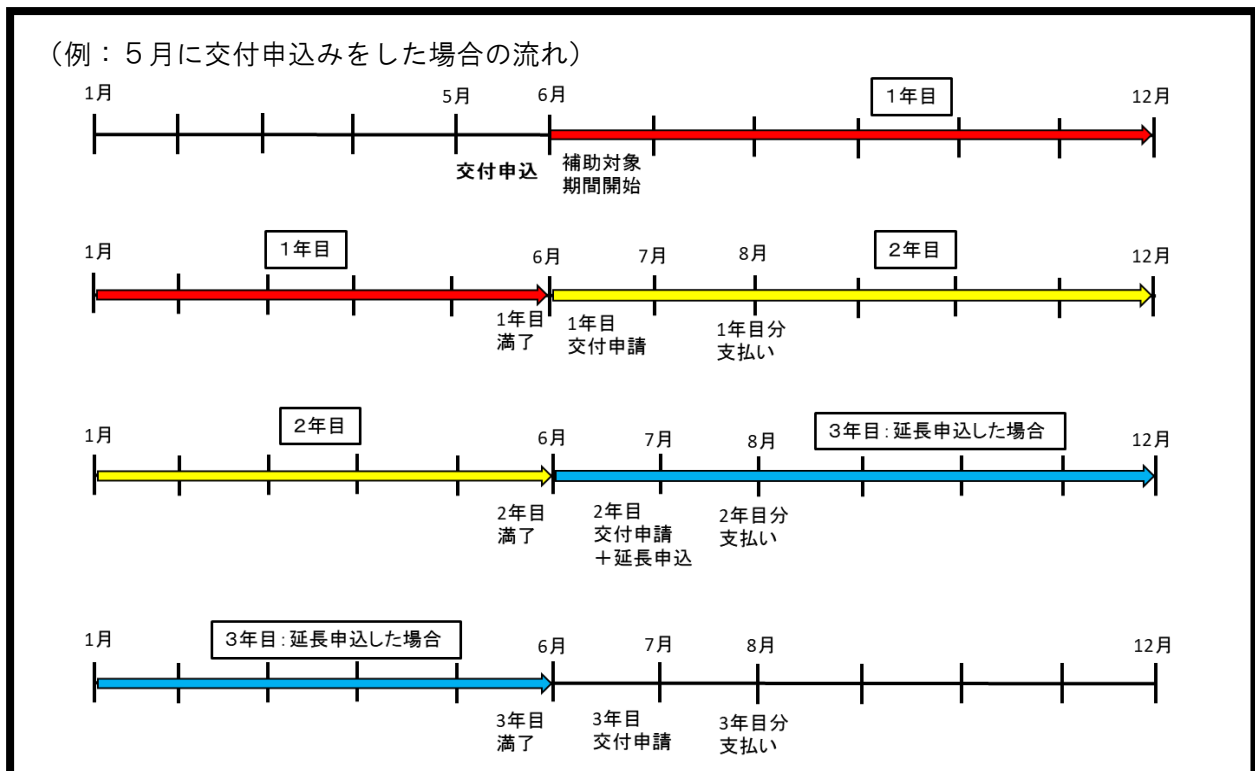 （例：５月に交付申込みをした場合の流れ）
1月 5月 6月 1年目 12月
交付申込 補助対象
期間開始
1月 1年目 6月 7月 8月 2年目 12月
1年目
満了
1年目
交付申請
1年目分
支払い
1月 2年目 6月 7月 8月 3年目：延長申込した場合 12月
2年目
満了
2年目
交付申請
＋延長申込
2年目分
支払い
1月 3年目：延長申込した場合 6月 7月 8月 12月
3年目
満了
3年目
交付申請
3年目分
支払い